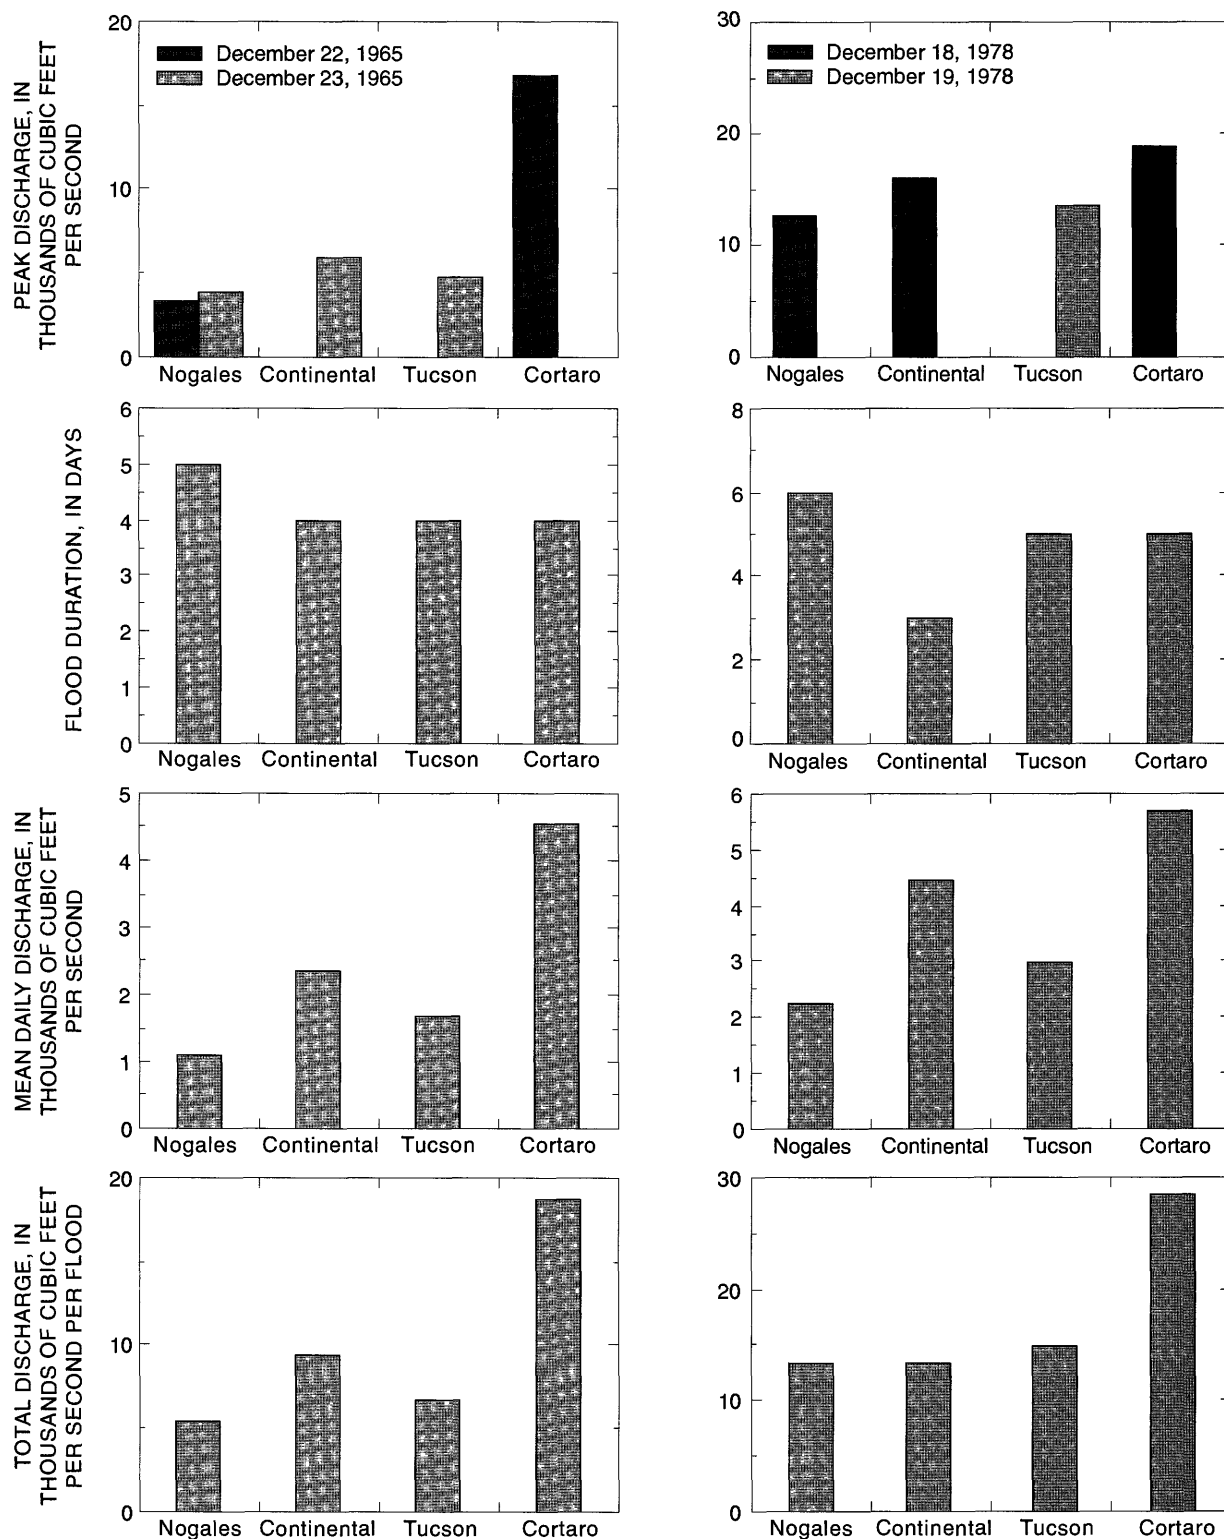 PEAK DISCHARGE, IN
THOUSANDS OF CUBIC FEET
PER SECOND
20
10
0
December 22, 1965
December 23, 1965
Nogales Continental Tucson Cortaro
30
20
10
0
December 18, 1978
December 19, 1978
Nogales Continental Tucson Cortaro
FLOOD DURATION, IN DAYS
6
5
4
3
2
1
0
Nogales Continental Tucson Cortaro
8
6
4
2
0
Nogales Continental Tucson Cortaro
MEAN DAILY DISCHARGE, IN
THOUSANDS OF CUBIC FEET
PER SECOND
5
4
3
2
1
0
Nogales Continental Tucson Cortaro
6
5
4
3
2
1
0
Nogales Continental Tucson Cortaro
TOTAL DISCHARGE, IN
THOUSANDS OF CUBIC FEET
PER SECOND PER FLOOD
20
10
0
Nogales Continental Tucson Cortaro
30
20
10
0
Nogales Continental Tucson Cortaro